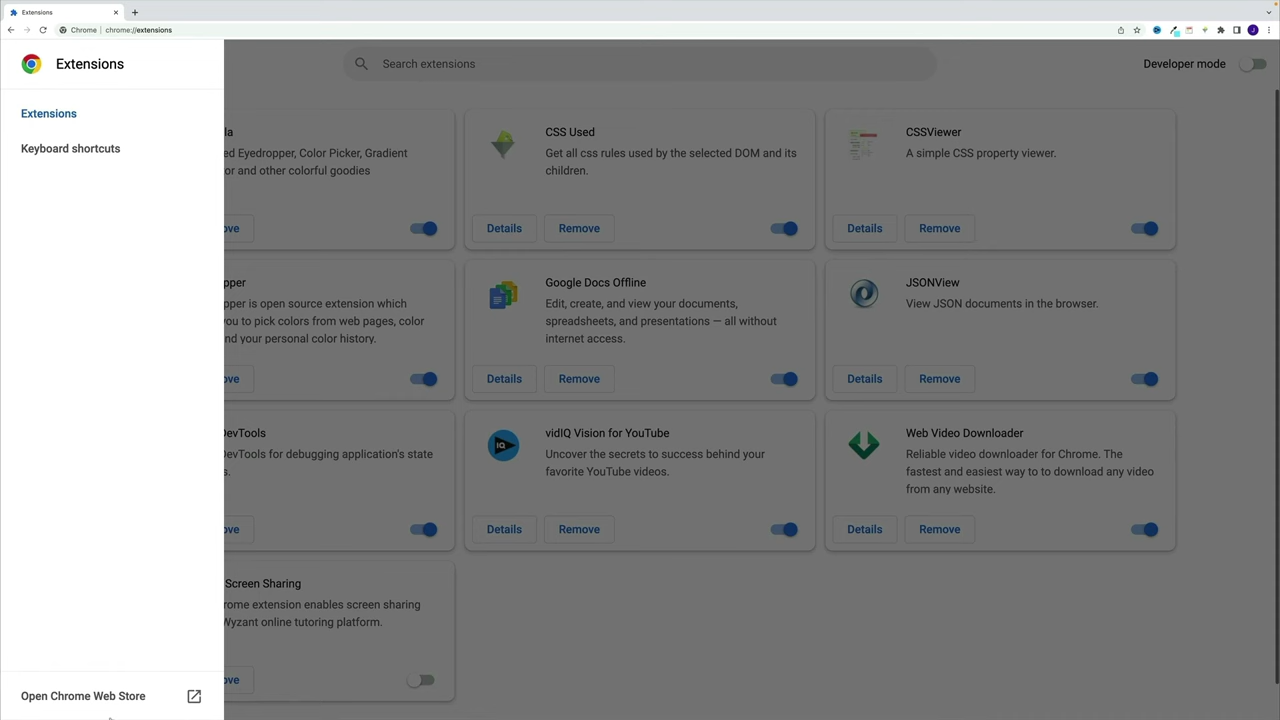 Extensions
Chrome
chrome://extensions
Extensions
Search extensions
Developer mode
Extensions
Keyboard shortcuts
Open Chrome Web Store
la
ed Eyedropper, Color Picker, Gradient
or and other colorful goodies
ove
CSS Used
Get all css rules used by the selected DOM and its
children.
Details
Remove
CSSViewer
A simple CSS property viewer.
Details
Remove
pper
pper is open source extension which
you to pick colors from web pages, color
nd your personal color history.
ove
Google Docs Offline
Edit, create, and view your documents,
spreadsheets, and presentations — all without
internet access.
Details
Remove
JSONView
View JSON documents in the browser.
Details
Remove
DevTools
DevTools for debugging application's state
s.
ove
IQ
vidIQ Vision for YouTube
Uncover the secrets to success behind your
favorite YouTube videos.
Details
Remove
Web Video Downloader
Reliable video downloader for Chrome. The
fastest and easiest way to to download any video
from any website.
Details
Remove
Screen Sharing
rome extension enables screen sharing
Wyzant online tutoring platform.
ove
J